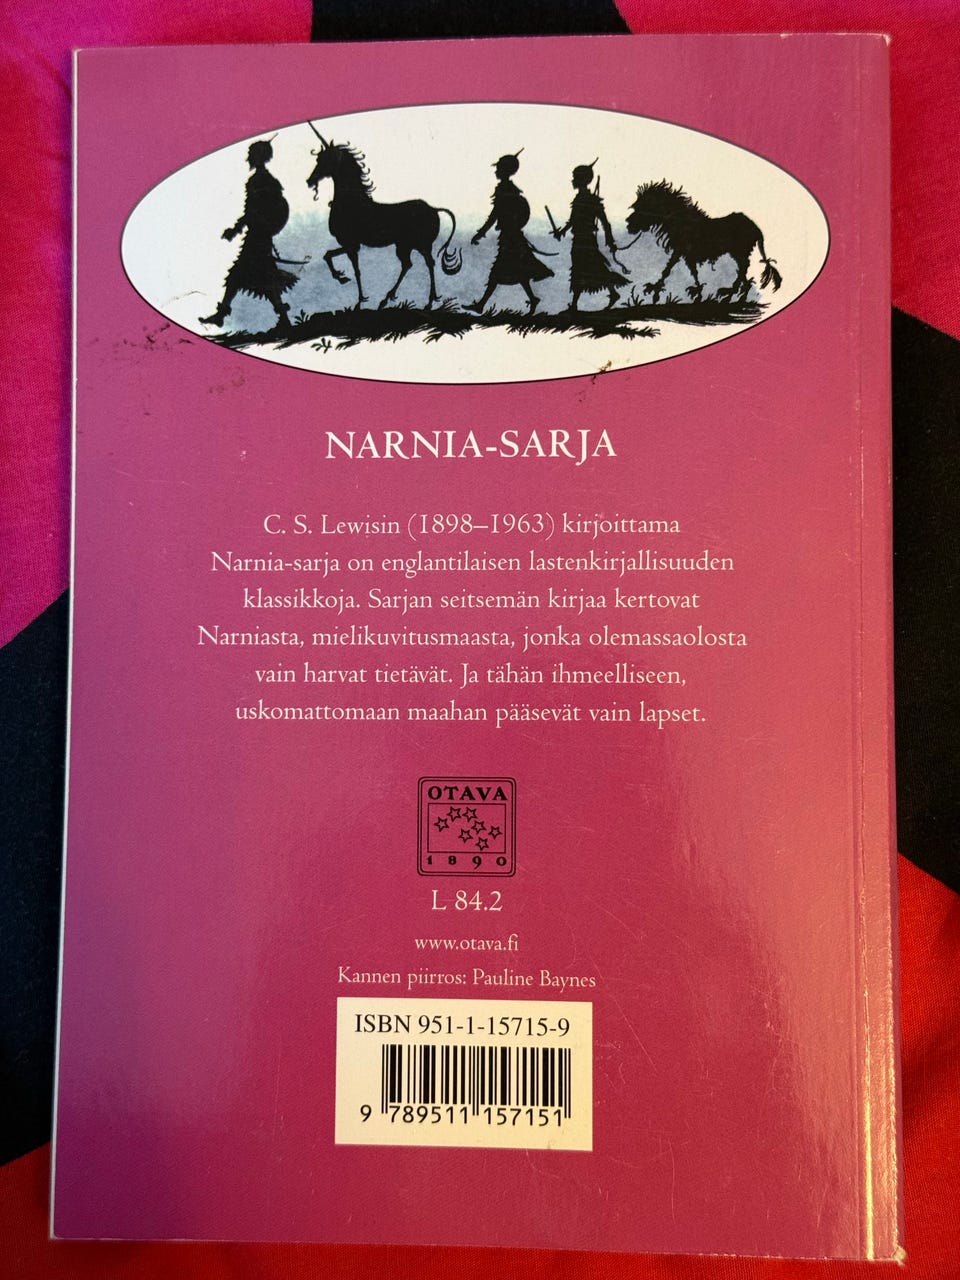 NARNIA-SARJA
C. S. Lewisin (1898–1963) kirjoittama
Narnia-sarja on englantilaisen lastenkirjallisuuden
klassikkoja. Sarjan seitsemän kirjaa kertovat
Narniasta, mielikuvitusmaasta, jonka olemassaolosta
vain harvat tietävät. Ja tähän ihmeelliseen,
uskomattomaan maahan pääsevät vain lapset.
OTAVA
1890
L 84.2
www.otava.fi
Kannen piirros: Pauline Baynes
ISBN 951-1-15715-9
9 789511 157151